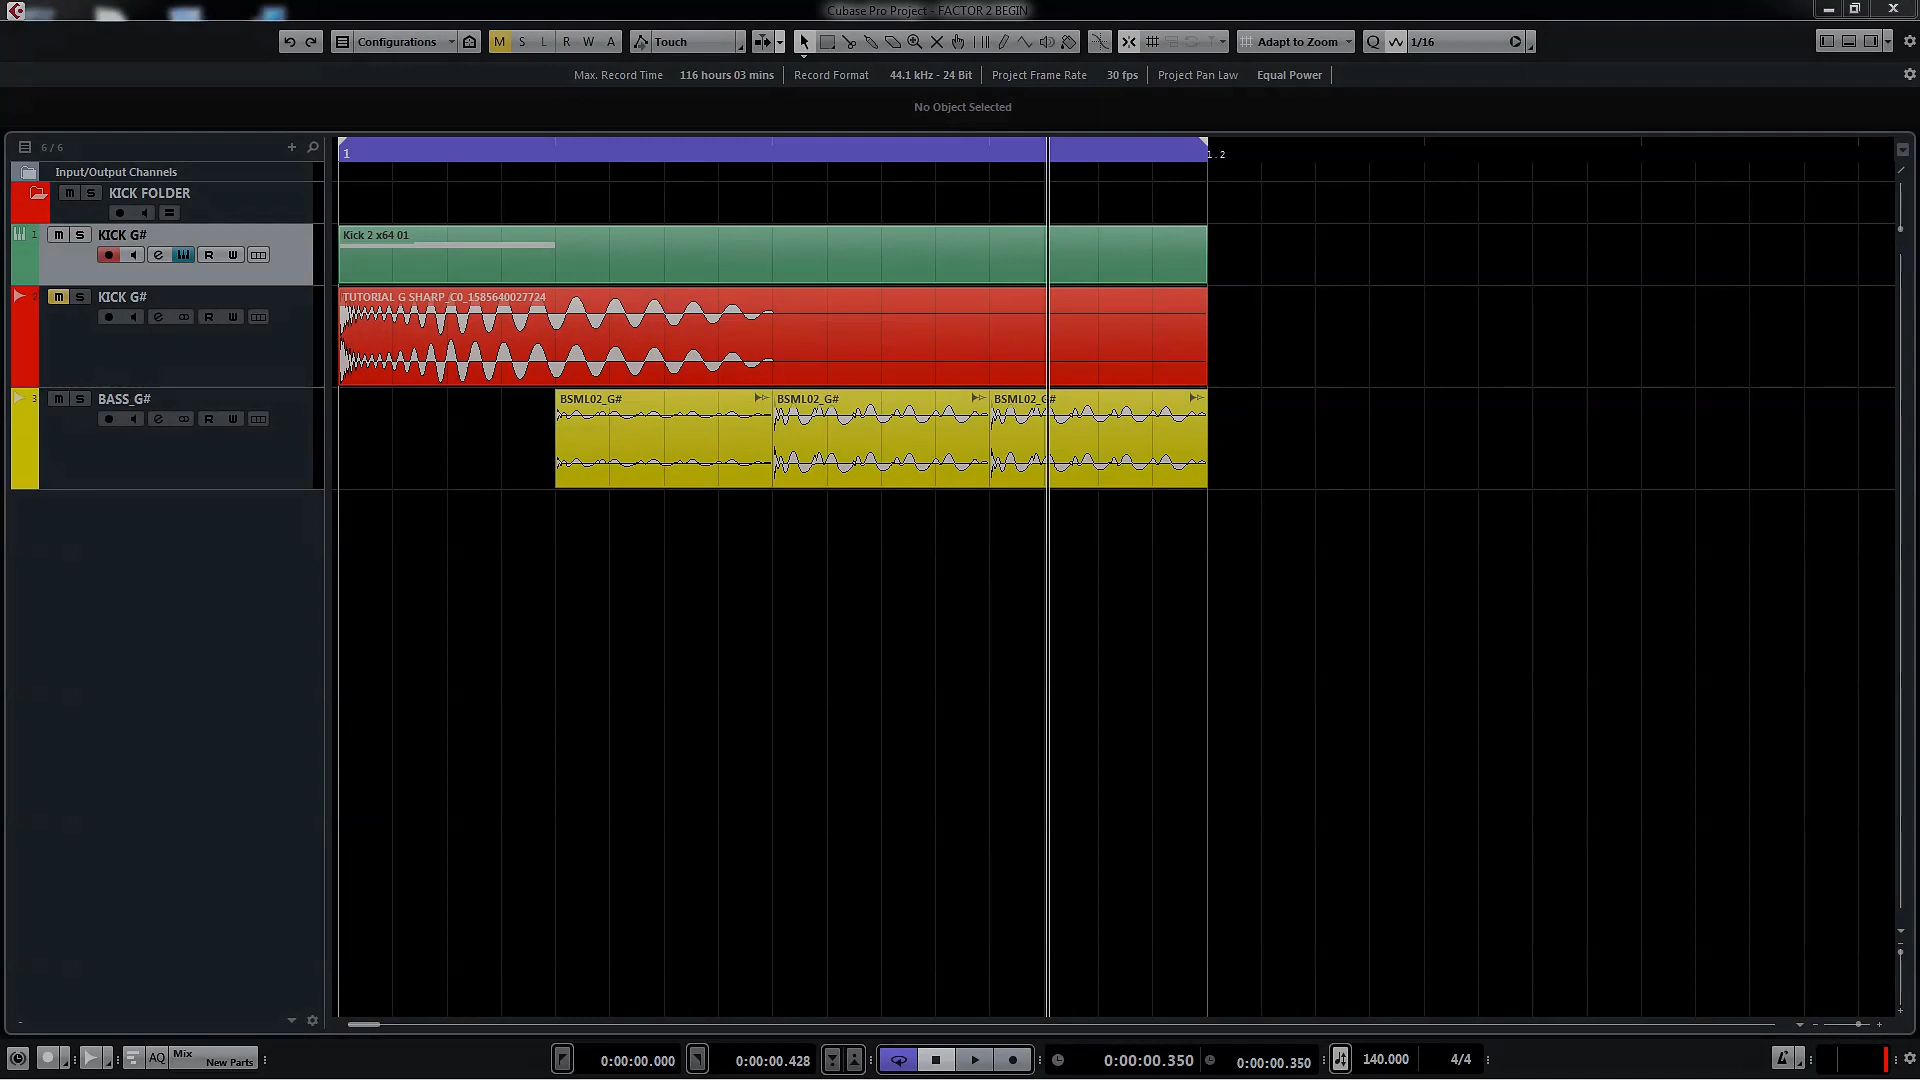 Cubase Pro Project - FACTOR 2 BEGIN
Configurations M S L R W A Touch Adapt to Zoom Q 1/16
Max. Record Time 116 hours 03 mins Record Format 44.1 kHz - 24 Bit Project Frame Rate 30 fps Project Pan Law Equal Power
No Object Selected
6 / 6
1
1.2
Input/Output Channels
m S KICK FOLDER
1 m S KICK G#
e R W
Kick 2 x64 01
2 m S KICK G#
e R W
TUTORIAL G SHARP_C0_1585640027724
3 m S BASS_G#
e R W
BSML02_G# BSML02_G# BSML02_G#
AQ Mix New Parts
0:00:00.000 0:00:00.428 0:00:00.350 0:00:00.350 140.000 4/4